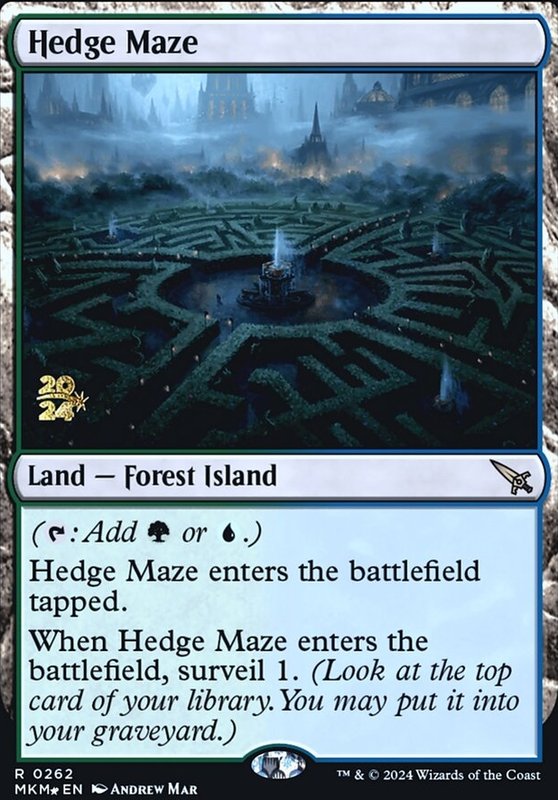 Hedge Maze
20
24
Land — Forest Island
(: Add or .)
Hedge Maze enters the battlefield
tapped.
When Hedge Maze enters the
battlefield, surveil 1. (Look at the top
card of your library. You may put it into
your graveyard.)
R 0262
MKM★EN Andrew Mar
™ & © 2024 Wizards of the Coast